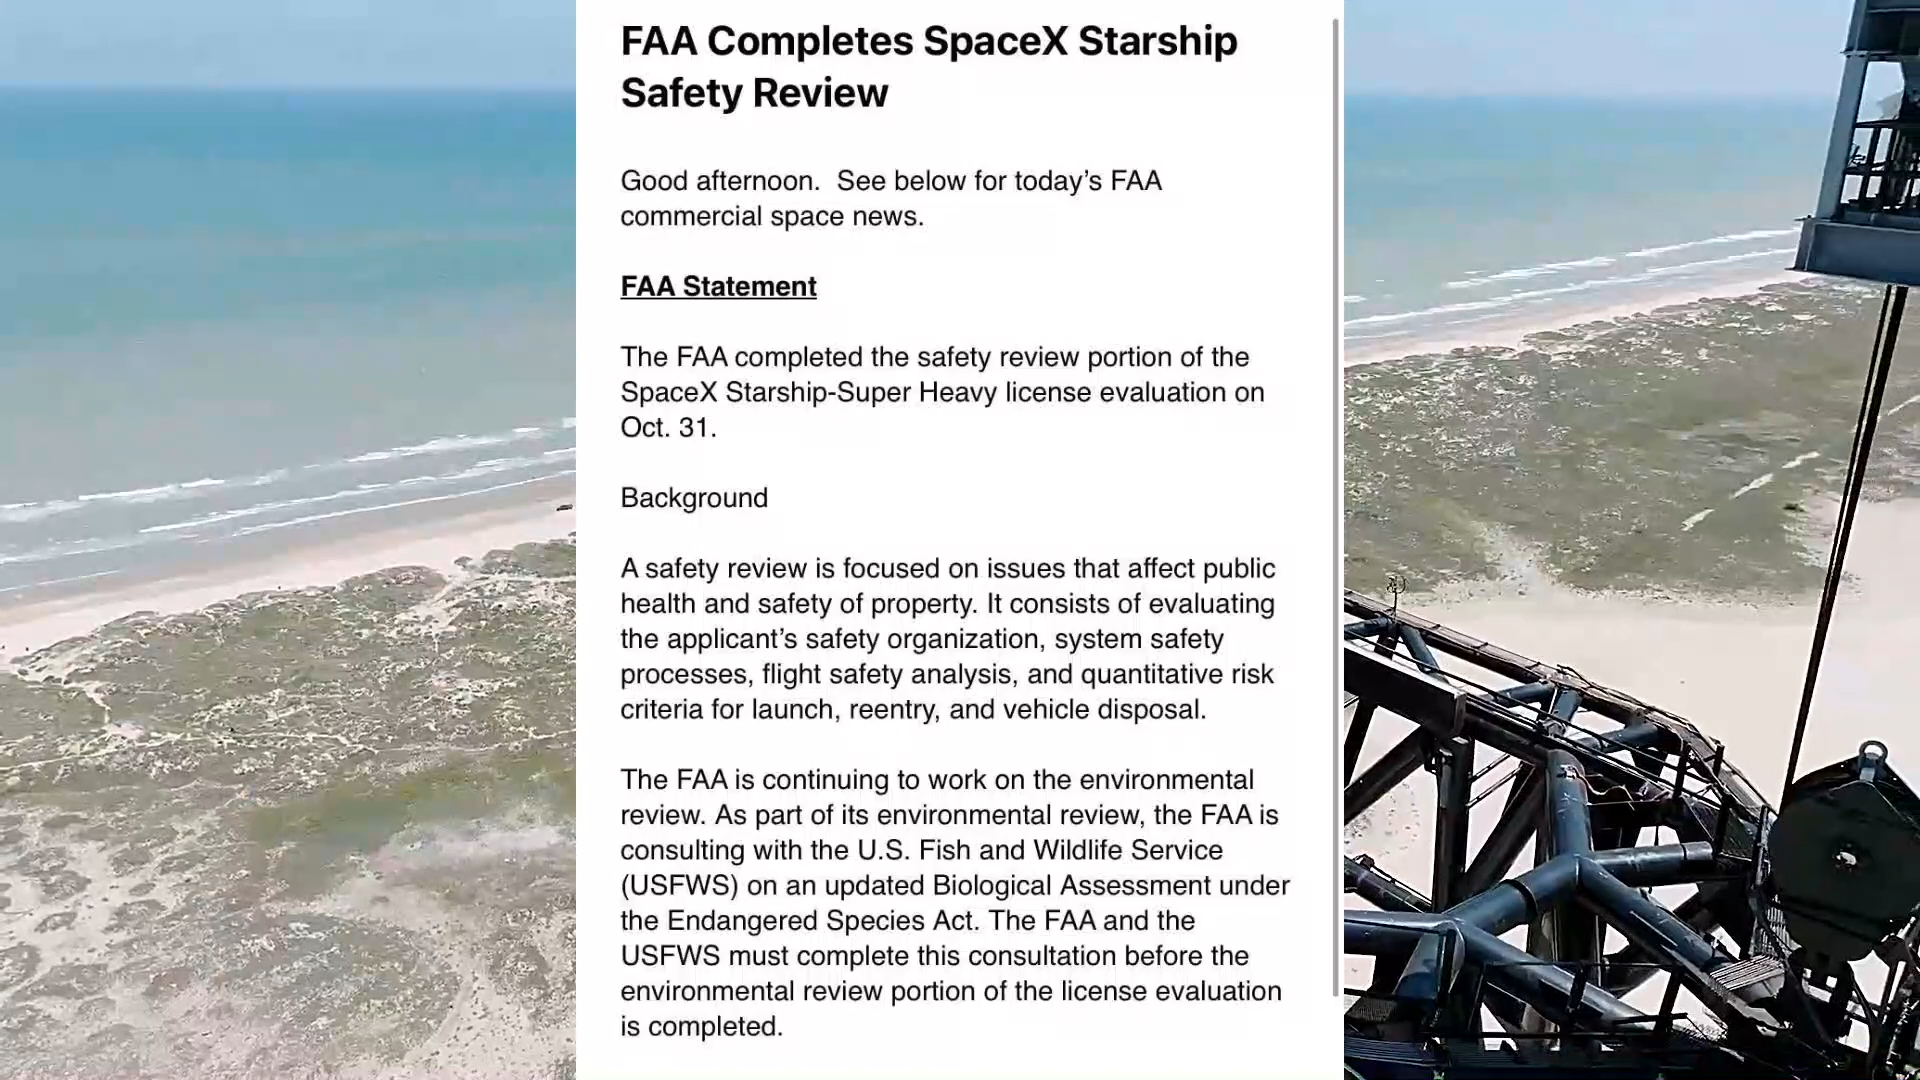 FAA Completes SpaceX Starship
Safety Review
Good afternoon.  See below for today’s FAA
commercial space news.
FAA Statement
The FAA completed the safety review portion of the
SpaceX Starship-Super Heavy license evaluation on
Oct. 31.
Background
A safety review is focused on issues that affect public
health and safety of property. It consists of evaluating
the applicant’s safety organization, system safety
processes, flight safety analysis, and quantitative risk
criteria for launch, reentry, and vehicle disposal.
The FAA is continuing to work on the environmental
review. As part of its environmental review, the FAA is
consulting with the U.S. Fish and Wildlife Service
(USFWS) on an updated Biological Assessment under
the Endangered Species Act. The FAA and the
USFWS must complete this consultation before the
environmental review portion of the license evaluation
is completed.